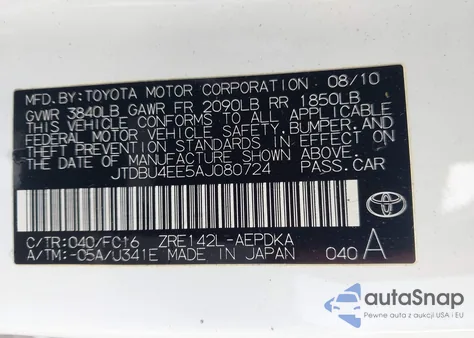 MFD.BY: TOYOTA MOTOR CORPORATION 08/10
GVWR 3840LB GAWR FR 2090LB RR 1850LB
THIS VEHICLE CONFORMS TO ALL APPLICABLE
FEDERAL MOTOR VEHICLE SAFETY, BUMPER, AND
THEFT PREVENTION STANDARDS IN EFFECT ON
THE DATE OF MANUFACTURE SHOWN ABOVE.
JTDBU4EE5AJ080724 PASS.CAR
C/TR:040/FC16 ZRE142L-AEPDKA
A/TM:-05A/U341E MADE IN JAPAN 040 A
TOYOTA
autoSnap
Pewne auta z aukcji USA i EU